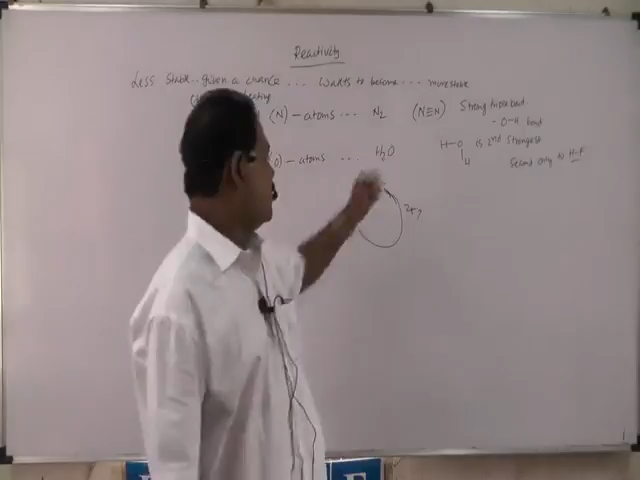 Reactivity
Less Stable.. given a chance ... wants to become ... more stable
heating
(N) - atoms ... N2 (N≡N) Strong triple bond
- O-H bond
O) - atoms ... H2O H-O is 2nd Strongest
H Second only to H-F